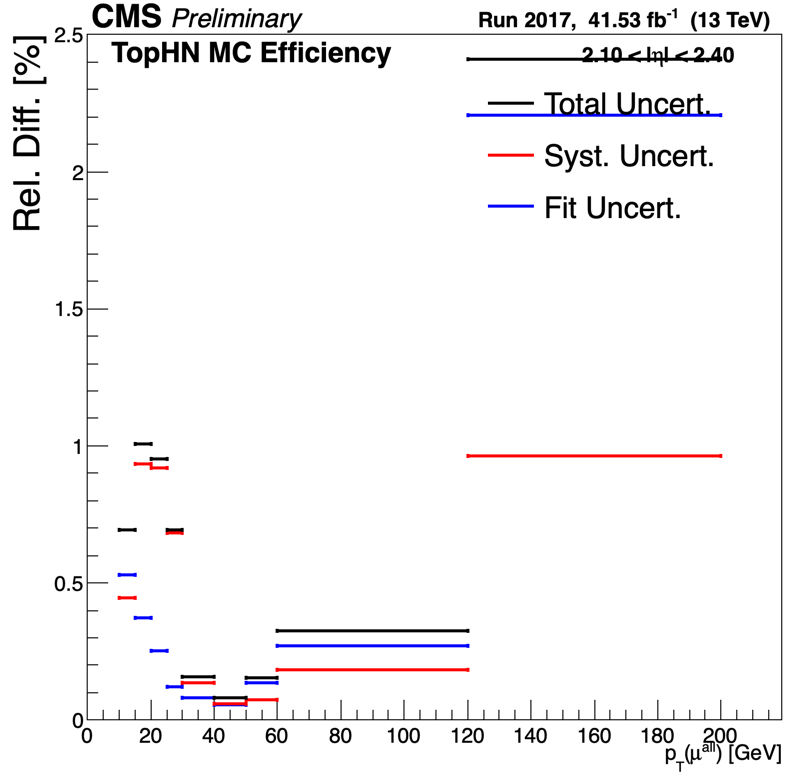 CMS Preliminary Run 2017, 41.53 fb⁻¹ (13 TeV)
TopHN MC Efficiency
2.10 < |η| < 2.40
Total Uncert.
Syst. Uncert.
Fit Uncert.
Rel. Diff. [%]
2.5
2
1.5
1
0.5
0
0 20 40 60 80 100 120 140 160 180 200
p_T(μ^all) [GeV]